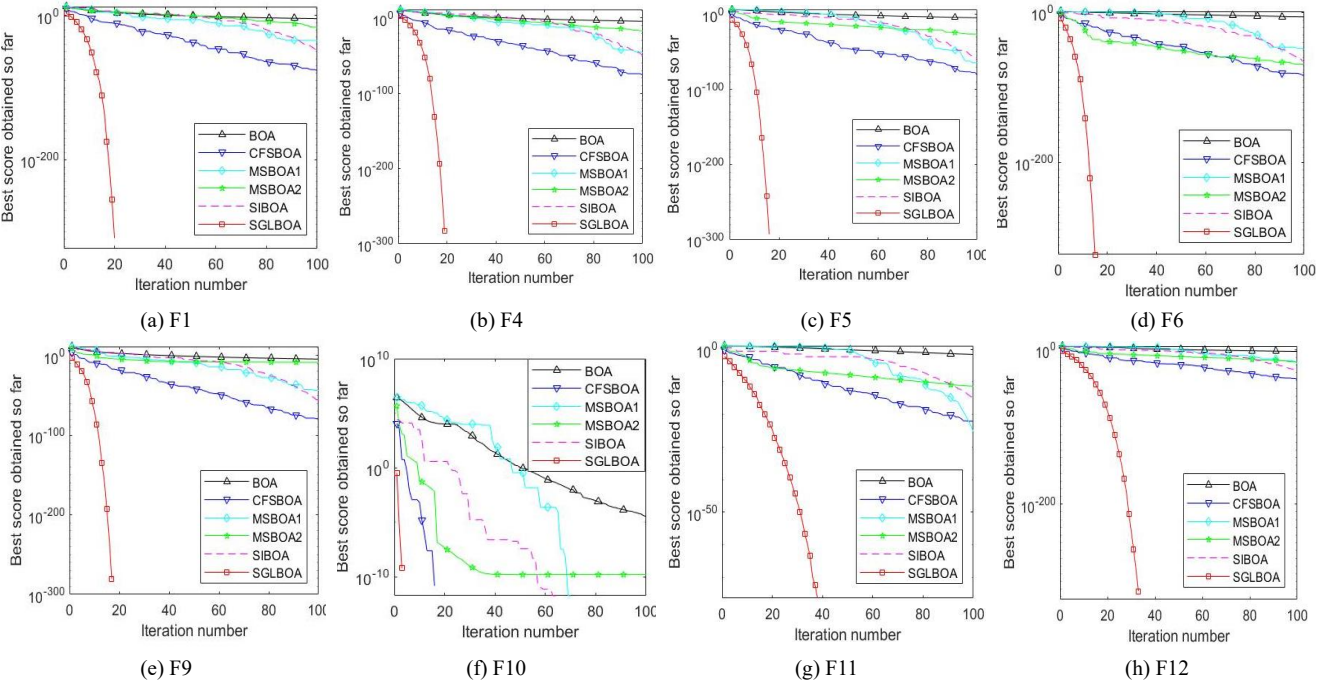 Best score obtained so far
10^0
10^-200
0 20 40 60 80 100
Iteration number
BOA
CFSBOA
MSBOA1
MSBOA2
SIBOA
SGLBOA
(a) F1
Best score obtained so far
10^0
10^-100
10^-200
10^-300
0 20 40 60 80 100
Iteration number
BOA
CFSBOA
MSBOA1
MSBOA2
SIBOA
SGLBOA
(b) F4
Best score obtained so far
10^0
10^-100
10^-200
10^-300
0 20 40 60 80 100
Iteration number
BOA
CFSBOA
MSBOA1
MSBOA2
SIBOA
SGLBOA
(c) F5
Best score obtained so far
10^0
10^-200
0 20 40 60 80 100
Iteration number
BOA
CFSBOA
MSBOA1
MSBOA2
SIBOA
SGLBOA
(d) F6
Best score obtained so far
10^0
10^-100
10^-200
10^-300
0 20 40 60 80 100
Iteration number
BOA
CFSBOA
MSBOA1
MSBOA2
SIBOA
SGLBOA
(e) F9
Best score obtained so far
10^10
10^0
10^-10
0 20 40 60 80 100
Iteration number
BOA
CFSBOA
MSBOA1
MSBOA2
SIBOA
SGLBOA
(f) F10
Best score obtained so far
10^0
10^-50
0 20 40 60 80 100
Iteration number
BOA
CFSBOA
MSBOA1
MSBOA2
SIBOA
SGLBOA
(g) F11
Best score obtained so far
10^0
10^-200
0 20 40 60 80 100
Iteration number
BOA
CFSBOA
MSBOA1
MSBOA2
SIBOA
SGLBOA
(h) F12